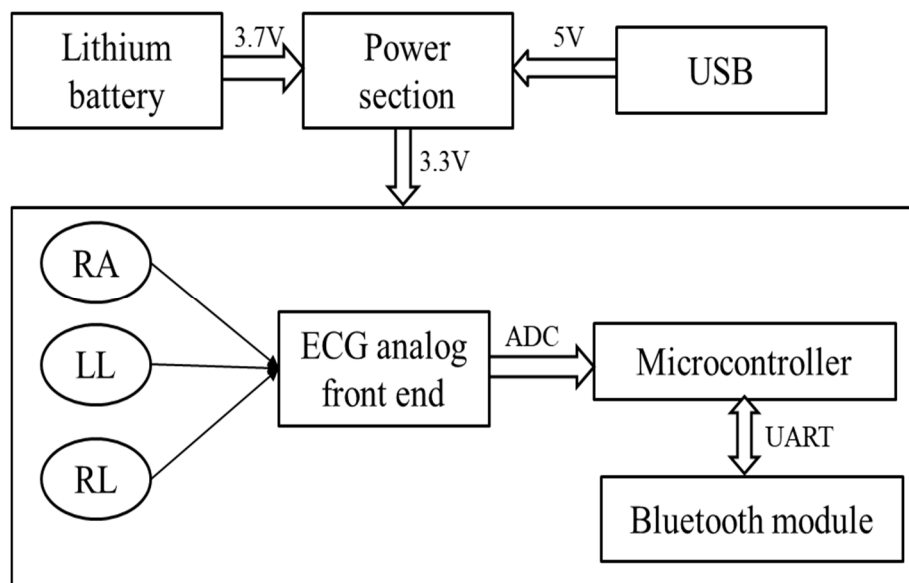 Lithium
battery
3.7V
Power
section
5V
USB
3.3V
RA
LL
RL
ECG analog
front end
ADC
Microcontroller
UART
Bluetooth module